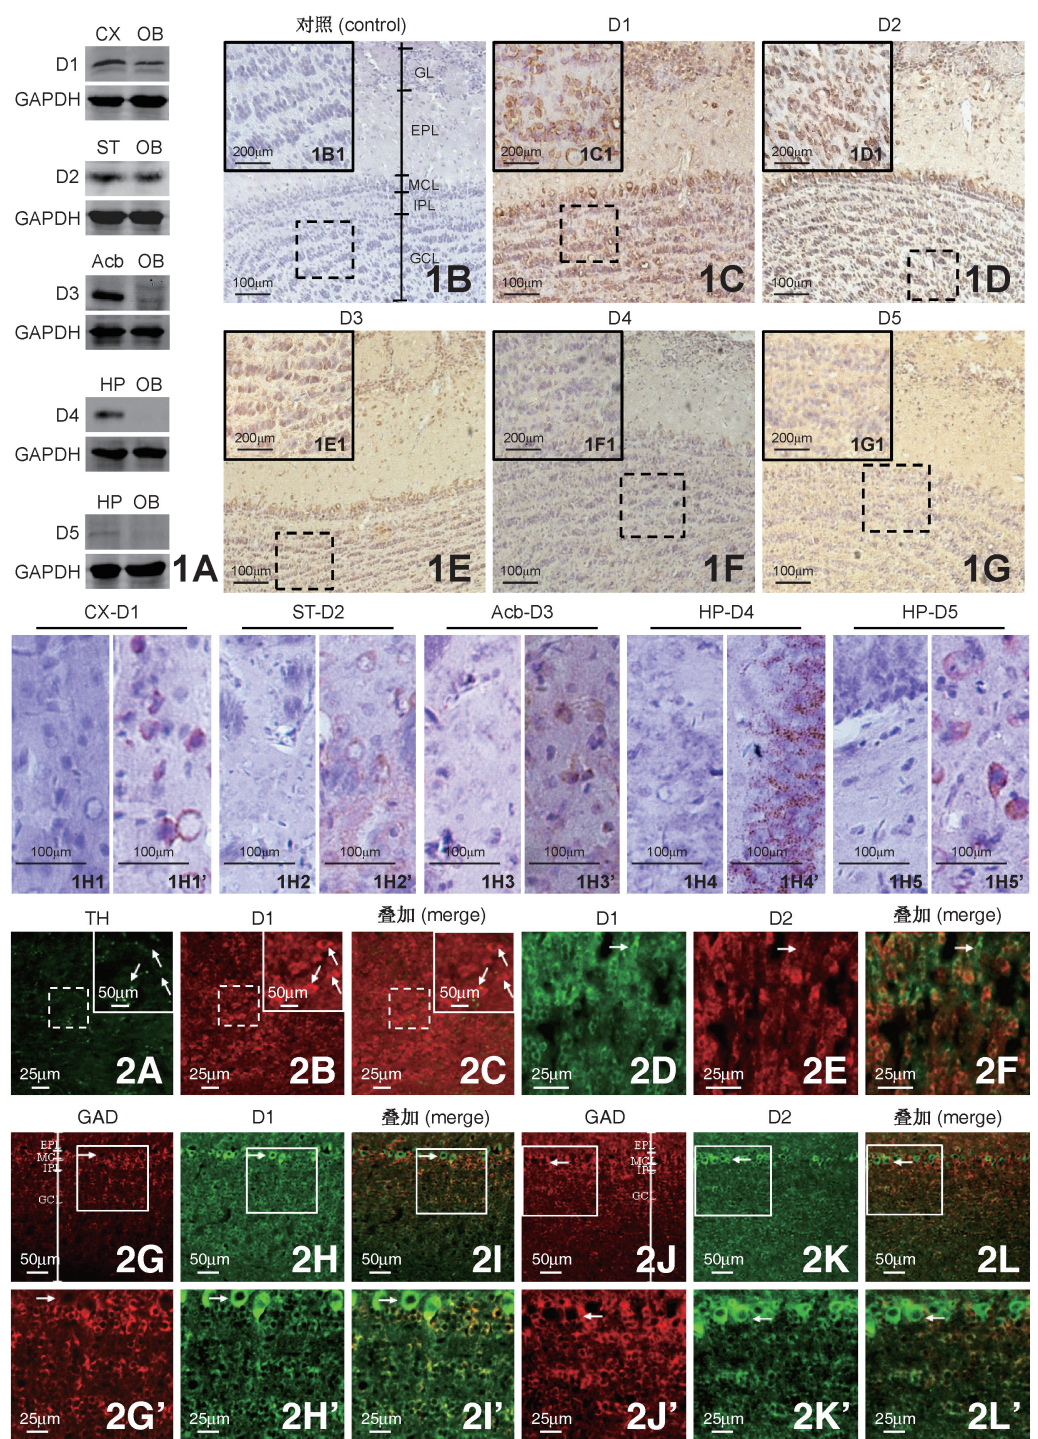 CX OB
D1
GAPDH
ST OB
D2
GAPDH
Acb OB
D3
GAPDH
HP OB
D4
GAPDH
HP OB
D5
GAPDH
1A
对照 (control)
GL
EPL
MCL
IPL
GCL
200μm
1B1
100μm
1B
D1
200μm
1C1
100μm
1C
D2
200μm
1D1
100μm
1D
D3
200μm
1E1
100μm
1E
D4
200μm
1F1
100μm
1F
D5
200μm
1G1
100μm
1G
CX-D1 ST-D2 Acb-D3 HP-D4 HP-D5
100μm 100μm 100μm 100μm 100μm 100μm 100μm 100μm 100μm 100μm
1H1 1H1’ 1H2 1H2’ 1H3 1H3’ 1H4 1H4’ 1H5 1H5’
TH D1 叠加 (merge) D1 D2 叠加 (merge)
50μm 50μm 50μm
25μm 2A 25μm 2B 25μm 2C 25μm 2D 25μm 2E 25μm 2F
GAD D1 叠加 (merge) GAD D2 叠加 (merge)
EPL EPL
MCL MCL
IPL IPL
GCL GCL
50μm 2G 50μm 2H 50μm 2I 50μm 2J 50μm 2K 50μm 2L
25μm 2G’ 25μm 2H’ 25μm 2I’ 25μm 2J’ 25μm 2K’ 25μm 2L’